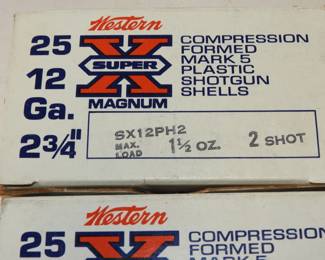 Western
25
12
Ga.
2¾"
X
SUPER
MAGNUM
COMPRESSION
FORMED
MARK 5
PLASTIC
SHOTGUN
SHELLS
SX12PH2
MAX.
LOAD
1½ OZ.
2 SHOT
Western
25
X
COMPRESSION
FORMED
MARK 5